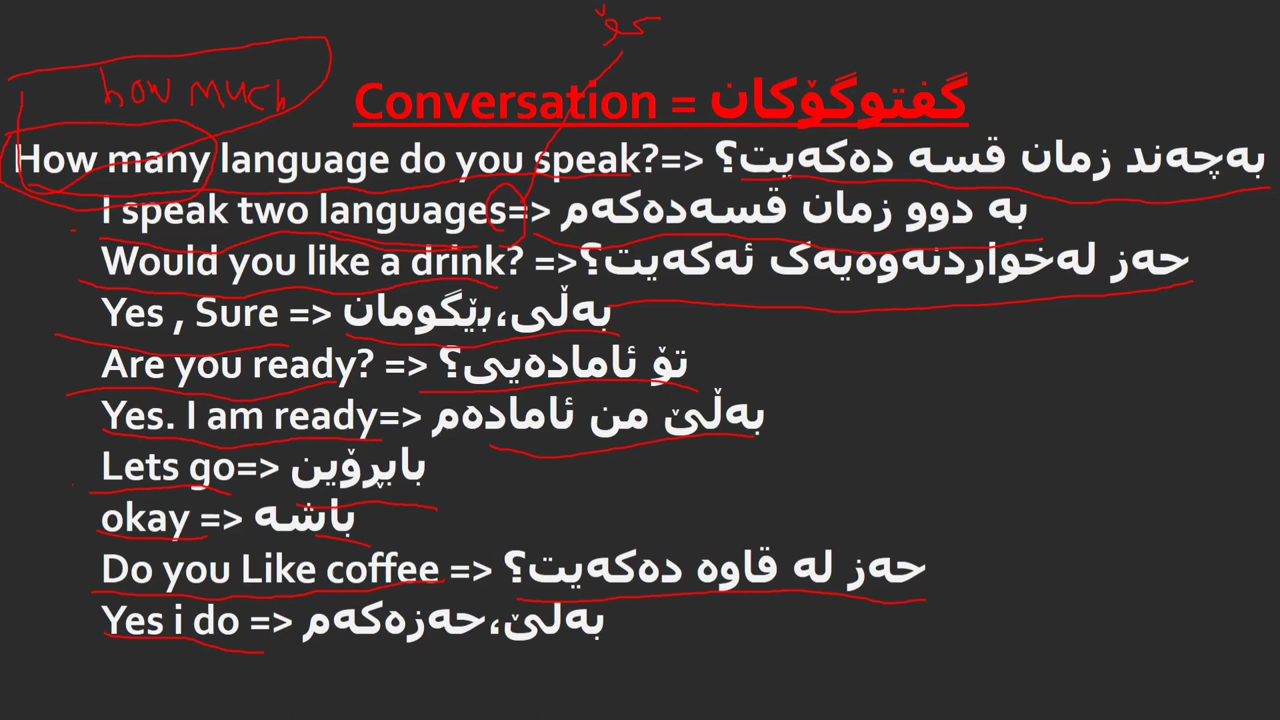 كۆ
how much
Conversation = گفتوگۆکان
How many language do you speak?=> بەچەند زمان قسە دەکەیت؟
I speak two languages=> بە دوو زمان قسەدەکەم
Would you like a drink? => حەز لەخواردنەوەیەک ئەکەیت؟
Yes , Sure => بەڵی،بێگومان
Are you ready? => تۆ ئامادەیی؟
Yes. I am ready=> بەڵێ من ئامادەم
Lets go=> بابڕۆین
okay => باشە
Do you Like coffee => حەز لە قاوە دەکەیت؟
Yes i do => بەلێ،حەزەکەم